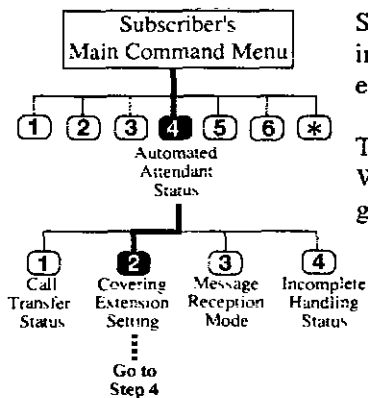 Subscriber's
Main Command Menu
1 2 3 4 5 6 *
Automated
Attendant
Status
1 2 3 4
Call Transfer Status
Covering Extension Setting
Message Reception Mode
Incomplete Handling Status
Go to
Step 4
S
in
e
T
W
g